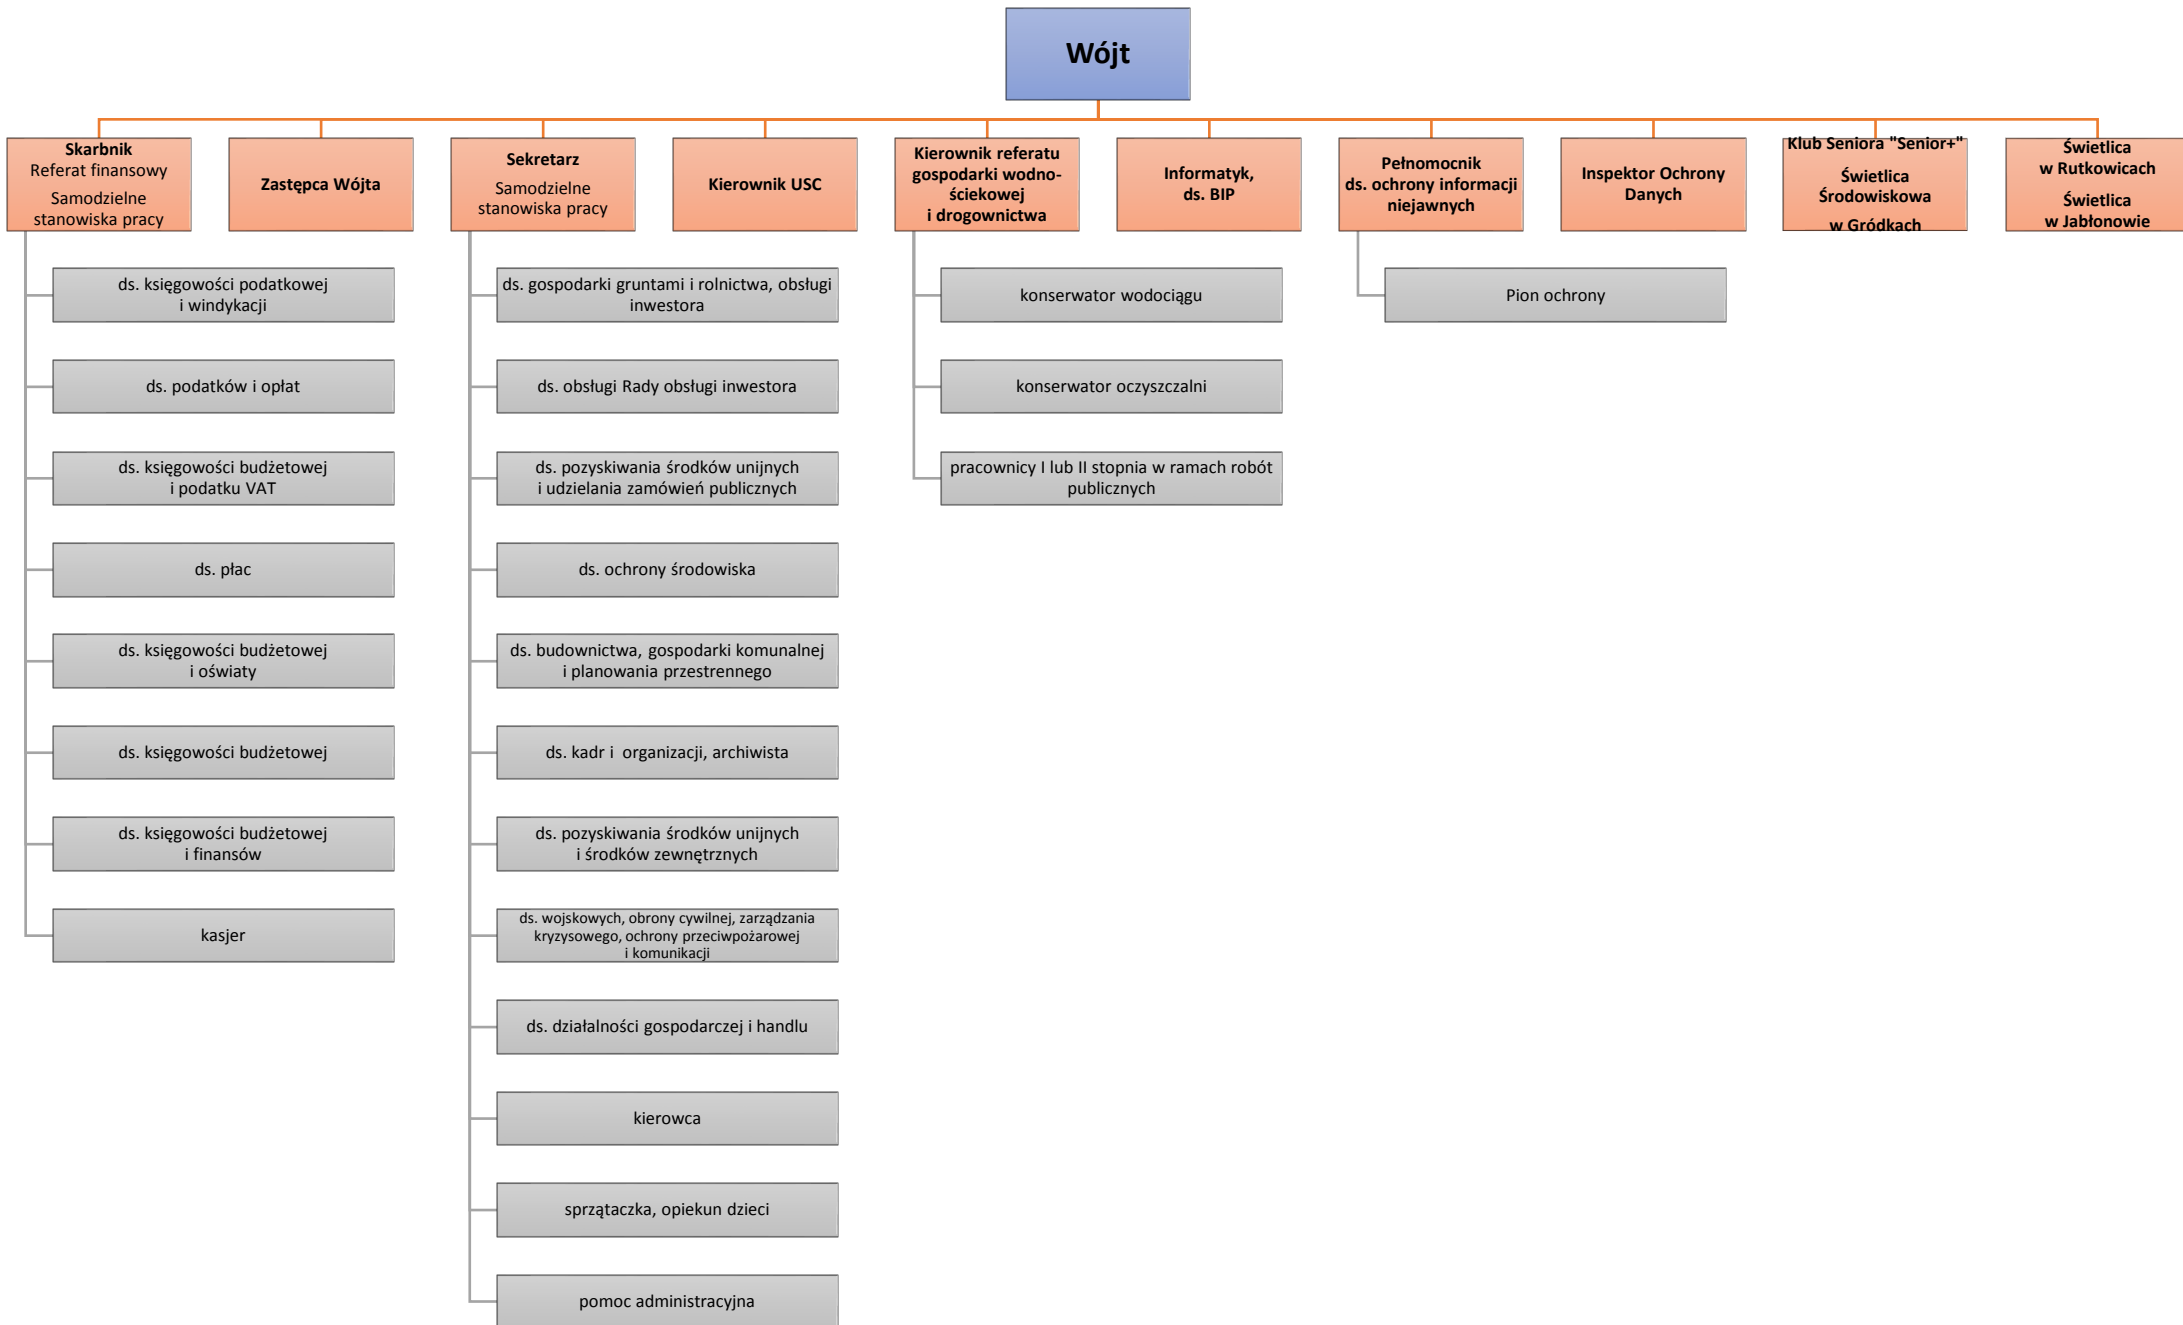 Wójt
Skarbnik
Referat finansowy
Samodzielne
stanowiska pracy
Zastępca Wójta
Sekretarz
Samodzielne
stanowiska pracy
Kierownik USC
Kierownik referatu
gospodarki wodno-
ściekowej
i drogownictwa
Informatyk,
ds. BIP
Pełnomocnik
ds. ochrony informacji
niejawnych
Inspektor Ochrony
Danych
Klub Seniora "Senior+"
Świetlica
Środowiskowa
w Gródkach
Świetlica
w Rutkowicach
Świetlica
w Jabłonowie
ds. księgowości podatkowej
i windykacji
ds. podatków i opłat
ds. księgowości budżetowej
i podatku VAT
ds. płac
ds. księgowości budżetowej
i oświaty
ds. księgowości budżetowej
ds. księgowości budżetowej
i finansów
kasjer
ds. gospodarki gruntami i rolnictwa, obsługi
inwestora
ds. obsługi Rady obsługi inwestora
ds. pozyskiwania środków unijnych
i udzielania zamówień publicznych
ds. ochrony środowiska
ds. budownictwa, gospodarki komunalnej
i planowania przestrennego
ds. kadr i  organizacji, archiwista
ds. pozyskiwania środków unijnych
i środków zewnętrznych
ds. wojskowych, obrony cywilnej, zarządzania
kryzysowego, ochrony przeciwpożarowej
i komunikacji
ds. działalności gospodarczej i handlu
kierowca
sprzątaczka, opiekun dzieci
pomoc administracyjna
konserwator wodociągu
konserwator oczyszczalni
pracownicy I lub II stopnia w ramach robót
publicznych
Pion ochrony